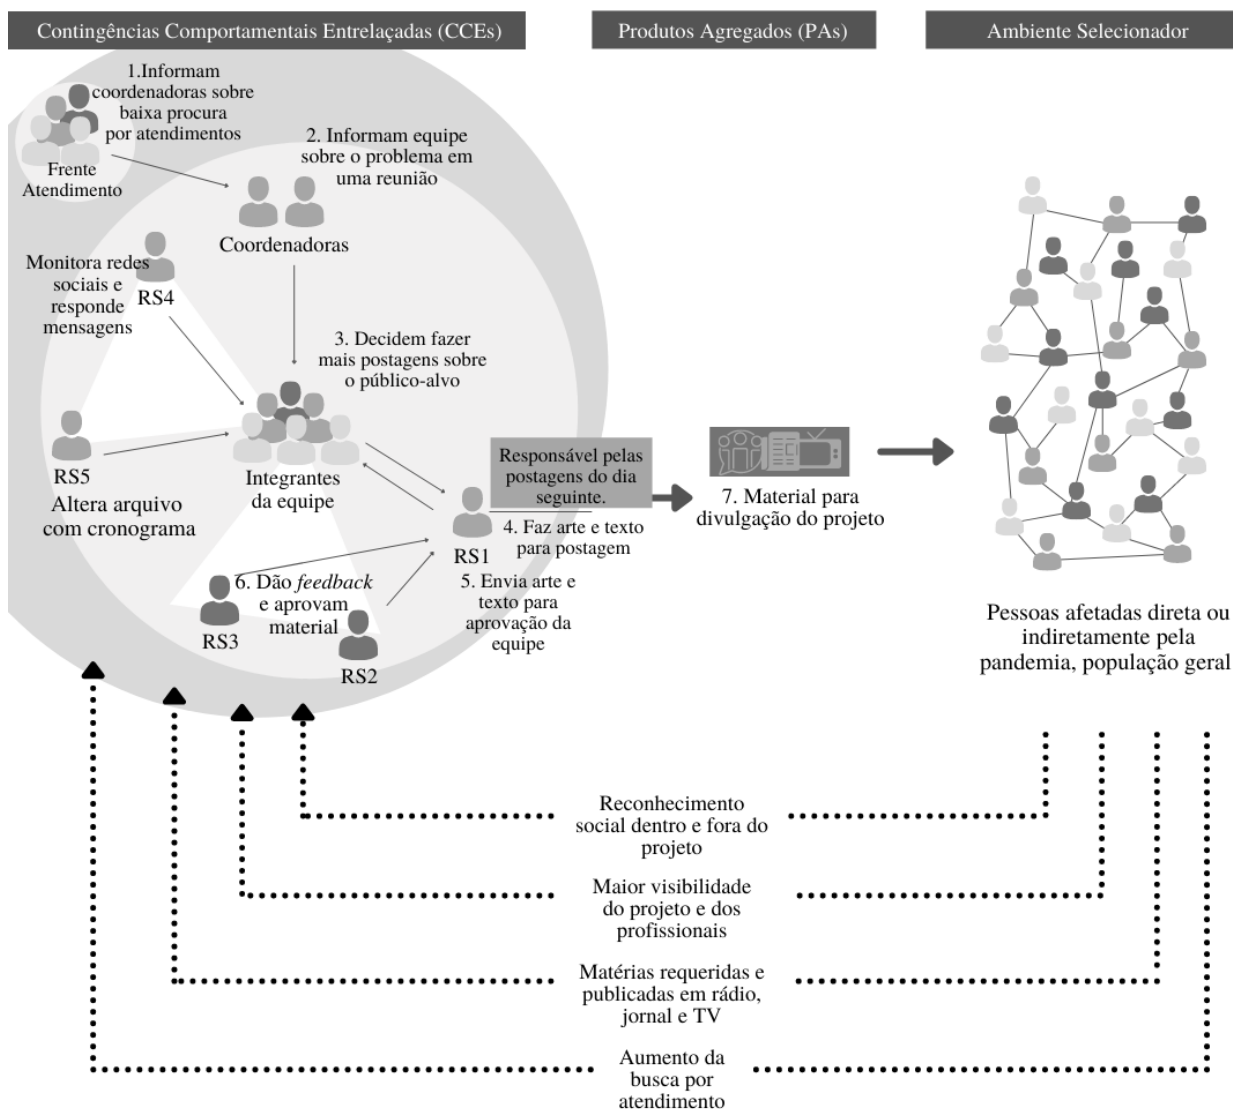 Contingências Comportamentais Entrelaçadas (CCEs)
Produtos Agregados (PAs)
Ambiente Selecionador
1.Informam
coordenadoras sobre
baixa procura
por atendimentos
Frente
Atendimento
2. Informam equipe
sobre o problema em
uma reunião
Coordenadoras
Monitora redes
sociais e
responde
mensagens
RS4
3. Decidem fazer
mais postagens sobre
o público-alvo
RS5
Altera arquivo
com cronograma
Integrantes
da equipe
Responsável pelas
postagens do dia
seguinte.
RS1
4. Faz arte e texto
para postagem
5. Envia arte e
texto para
aprovação da
equipe
6. Dão feedback
e aprovam
material
RS3
RS2
7. Material para
divulgação do projeto
Pessoas afetadas direta ou
indiretamente pela
pandemia, população geral
Reconhecimento
social dentro e fora do
projeto
Maior visibilidade
do projeto e dos
profissionais
Matérias requeridas e
publicadas em rádio,
jornal e TV
Aumento da
busca por
atendimento